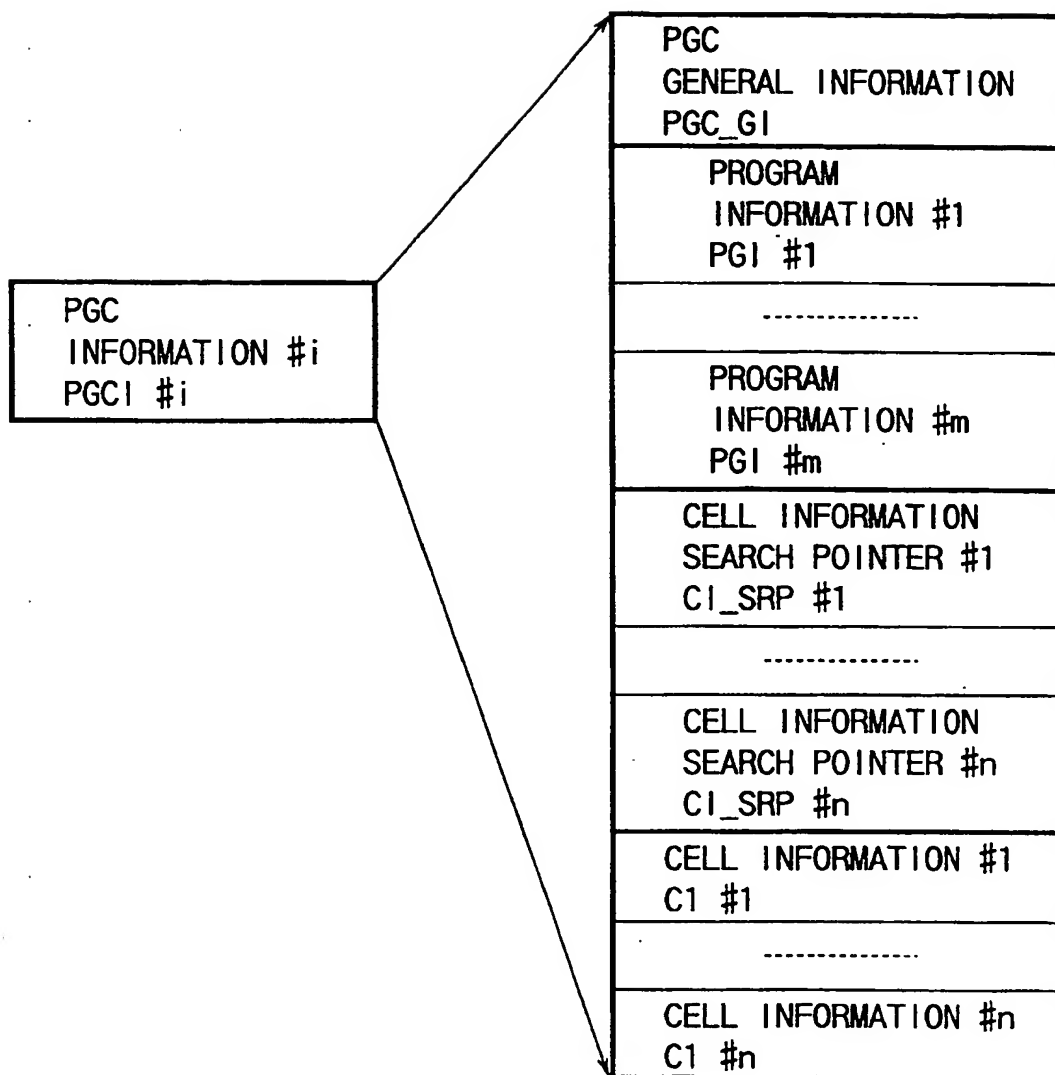 PGC
INFORMATION #i
PGCI #i
PGC
GENERAL INFORMATION
PGC_GI
PROGRAM
INFORMATION #1
PGI #1
---------------
PROGRAM
INFORMATION #m
PGI #m
CELL INFORMATION
SEARCH POINTER #1
CI_SRP #1
---------------
CELL INFORMATION
SEARCH POINTER #n
CI_SRP #n
CELL INFORMATION #1
C1 #1
---------------
CELL INFORMATION #n
C1 #n